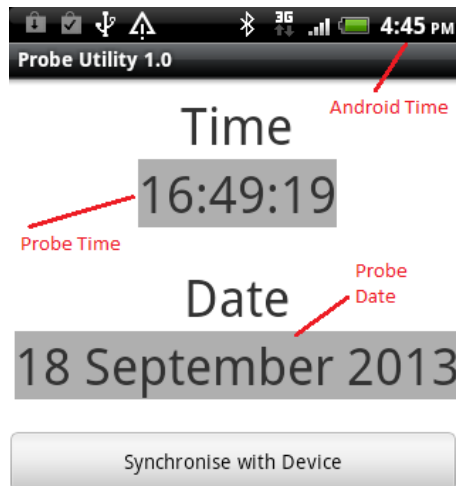 3G 4:45 PM
Probe Utility 1.0
Android Time
Time
16:49:19
Probe Time
Probe
Date
Date
18 September 2013
Synchronise with Device